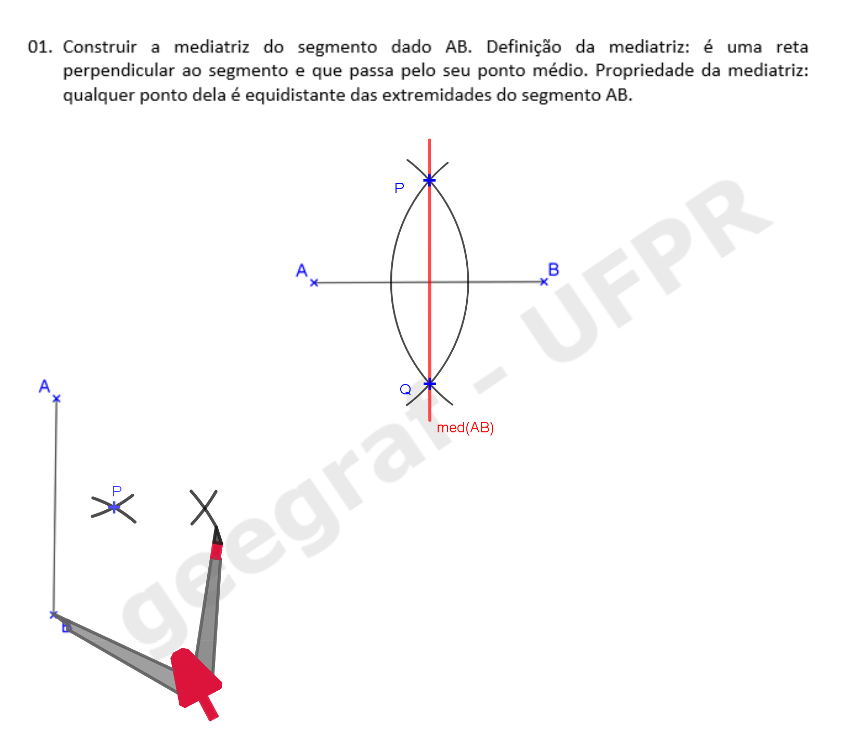 01. Construir a mediatriz do segmento dado AB. Definição da mediatriz: é uma reta
perpendicular ao segmento e que passa pelo seu ponto médio. Propriedade da mediatriz:
qualquer ponto dela é equidistante das extremidades do segmento AB.
P
A
B
Q
med(AB)
A
P
geegraf - UFPR